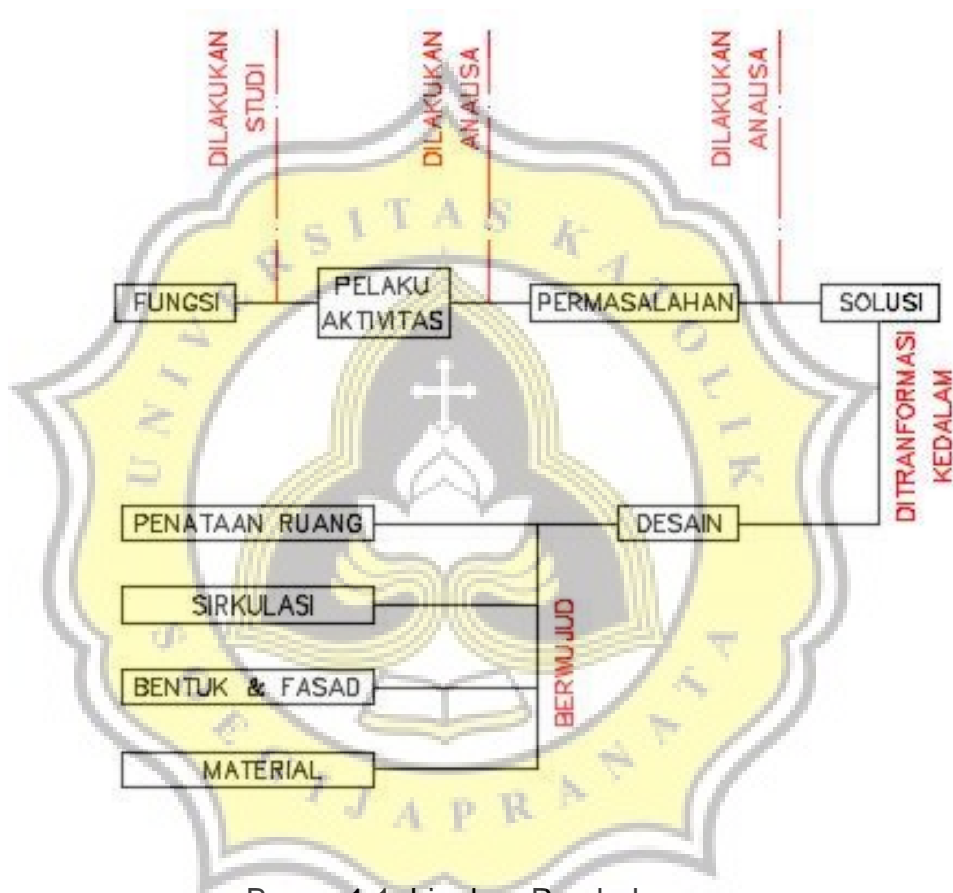 DILAKUKAN
STUDI
DILAKUKAN
ANALISA
DILAKUKAN
ANALISA
FUNGSI
PELAKU
AKTIVITAS
PERMASALAHAN
SOLUSI
DITRANFORMASI
KEDALAM
PENATAAN RUANG
DESAIN
SIRKULASI
BERWUJUD
BENTUK & FASAD
MATERIAL
UNIVERSITAS KATOLIK
SOEGIJAPRANATA